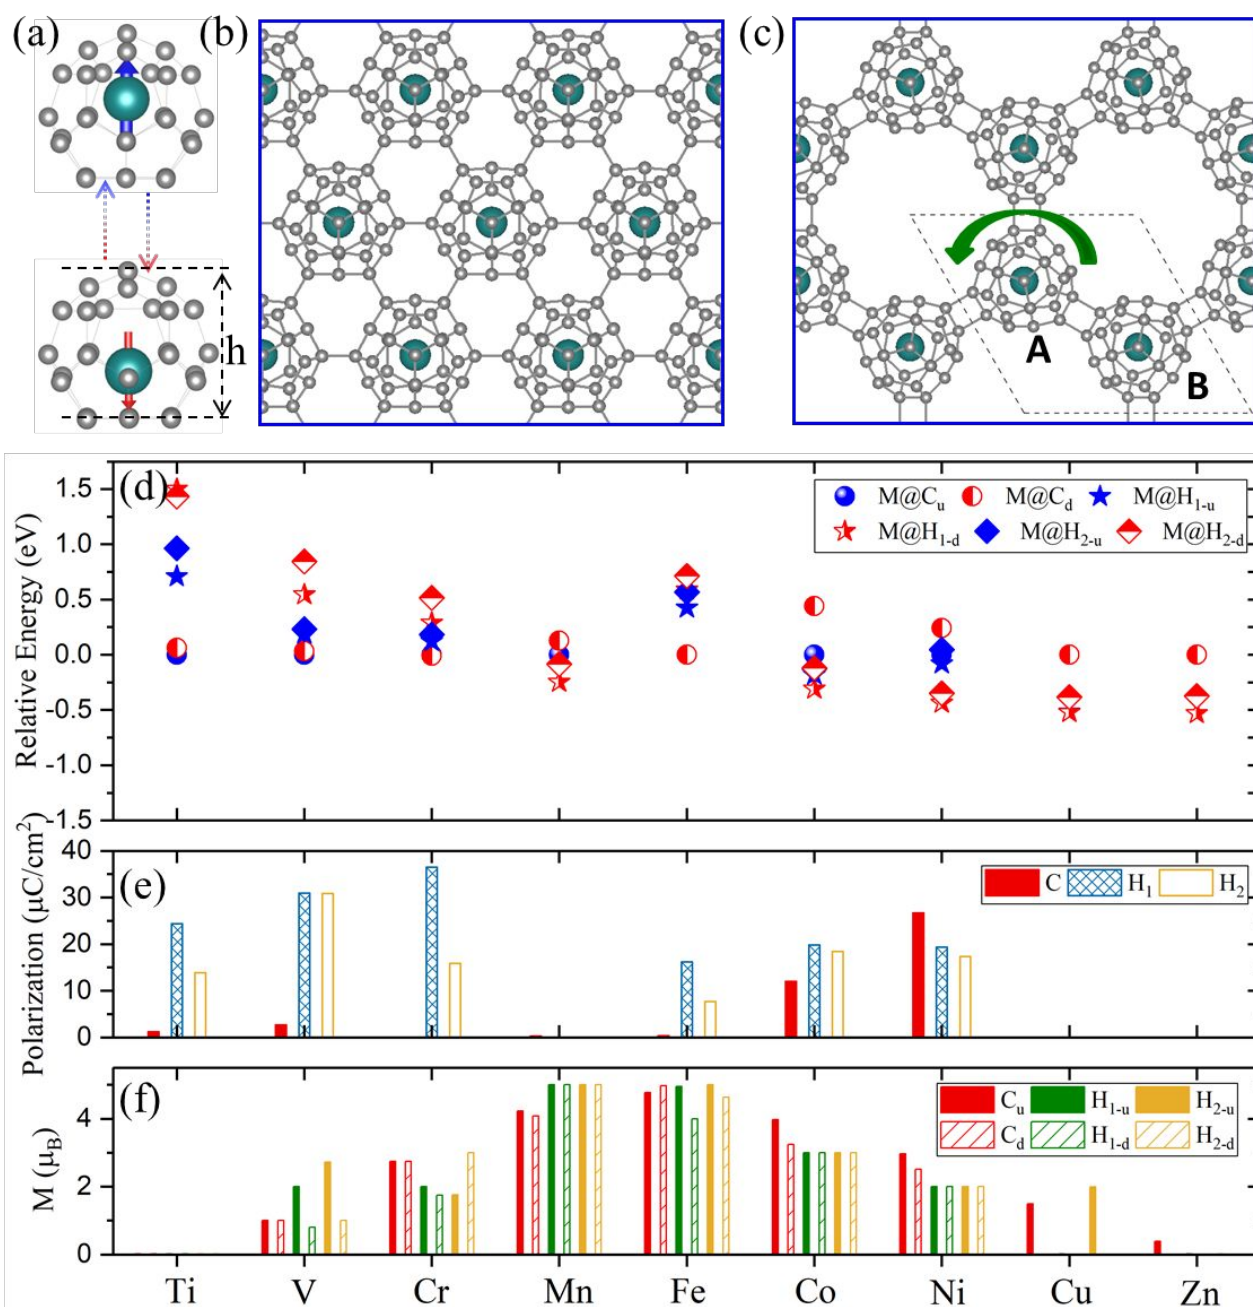 (a)
(b)
(c)
h
A
B
(d)
M@Cu M@Cd M@H1-u
M@H1-d M@H2-u M@H2-d
Relative Energy (eV)
1.5
1.0
0.5
0.0
-0.5
-1.0
-1.5
(e)
C H1 H2
Polarization (μC/cm²)
40
30
20
10
0
(f)
Cu H1-u H2-u
Cd H1-d H2-d
M (μB)
4
2
0
Ti V Cr Mn Fe Co Ni Cu Zn